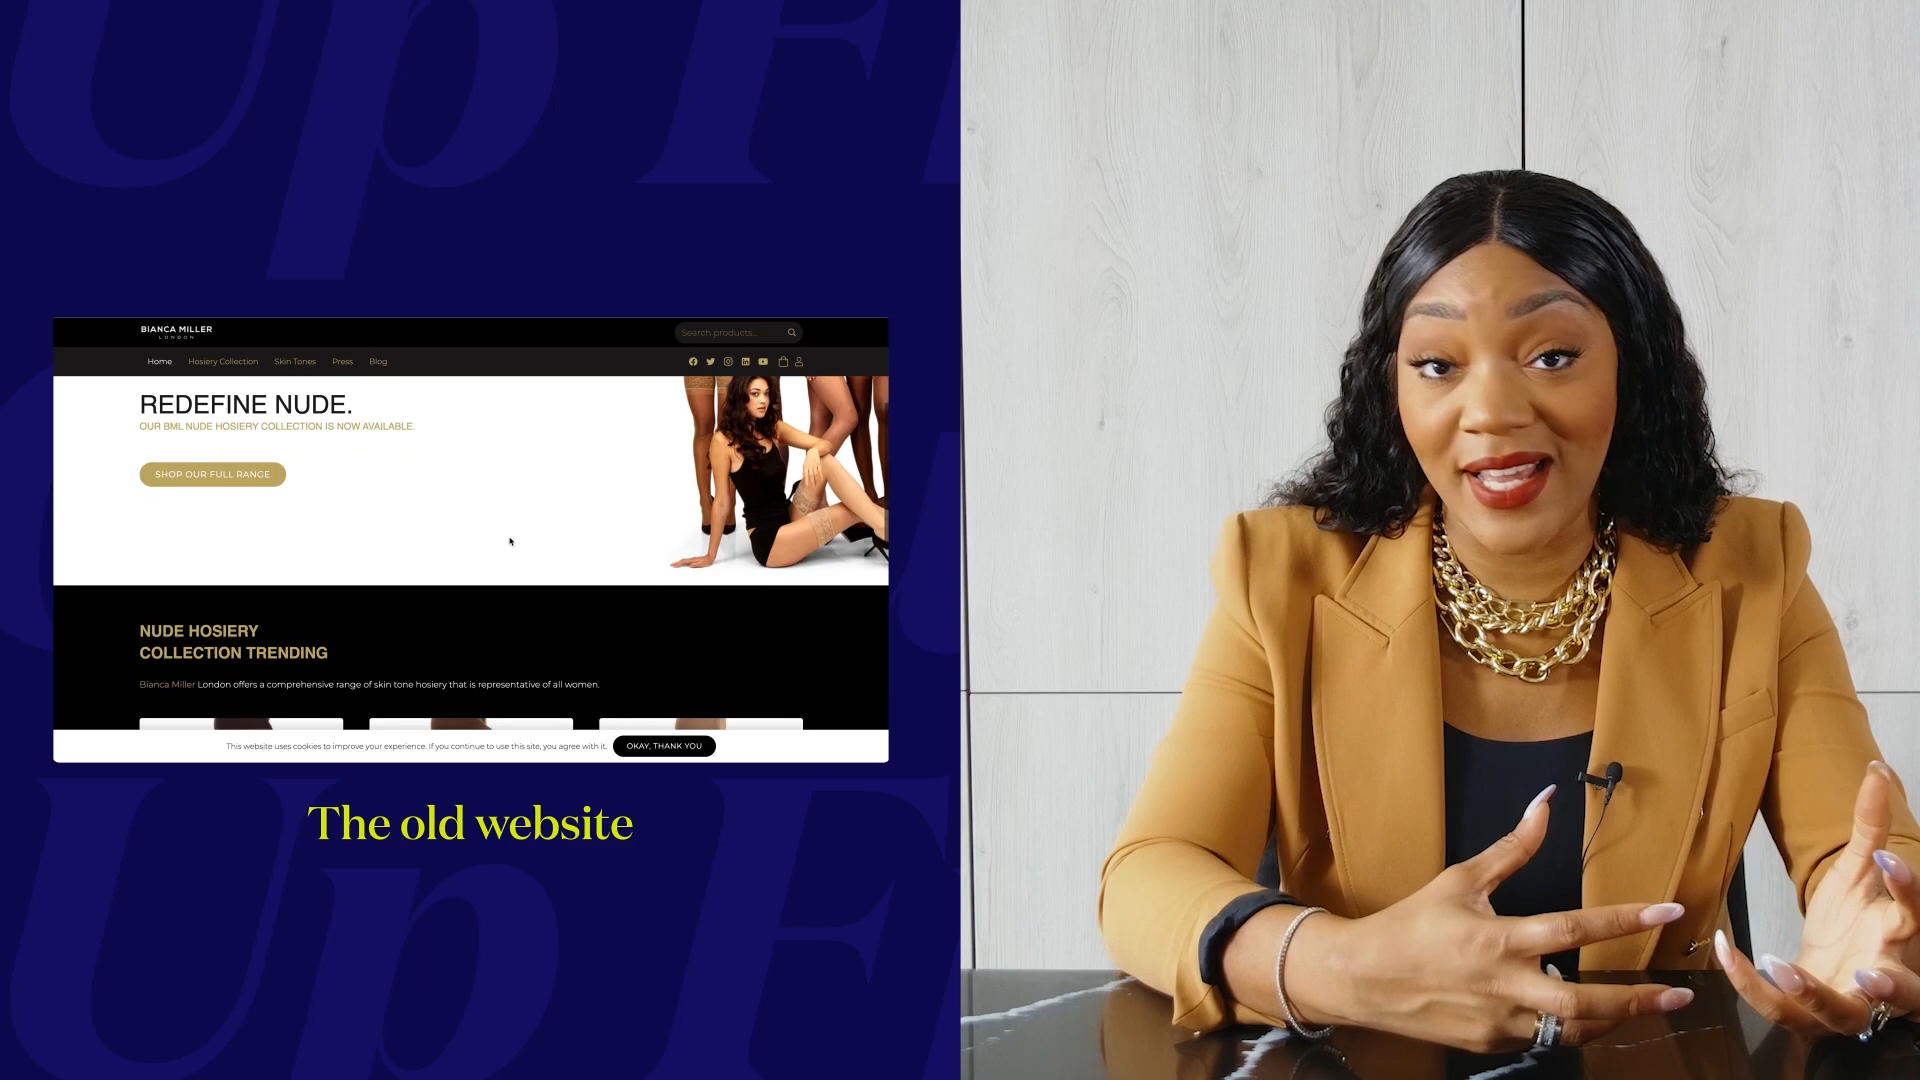 Up F
BIANCA MILLER
LONDON
Search products...
Home Hosiery Collection Skin Tones Press Blog
REDEFINE NUDE.
OUR BML NUDE HOSIERY COLLECTION IS NOW AVAILABLE.
SHOP OUR FULL RANGE
NUDE HOSIERY
COLLECTION TRENDING
Bianca Miller London offers a comprehensive range of skin tone hosiery that is representative of all women.
This website uses cookies to improve your experience. If you continue to use this site, you agree with it.
OKAY, THANK YOU
The old website
Up F